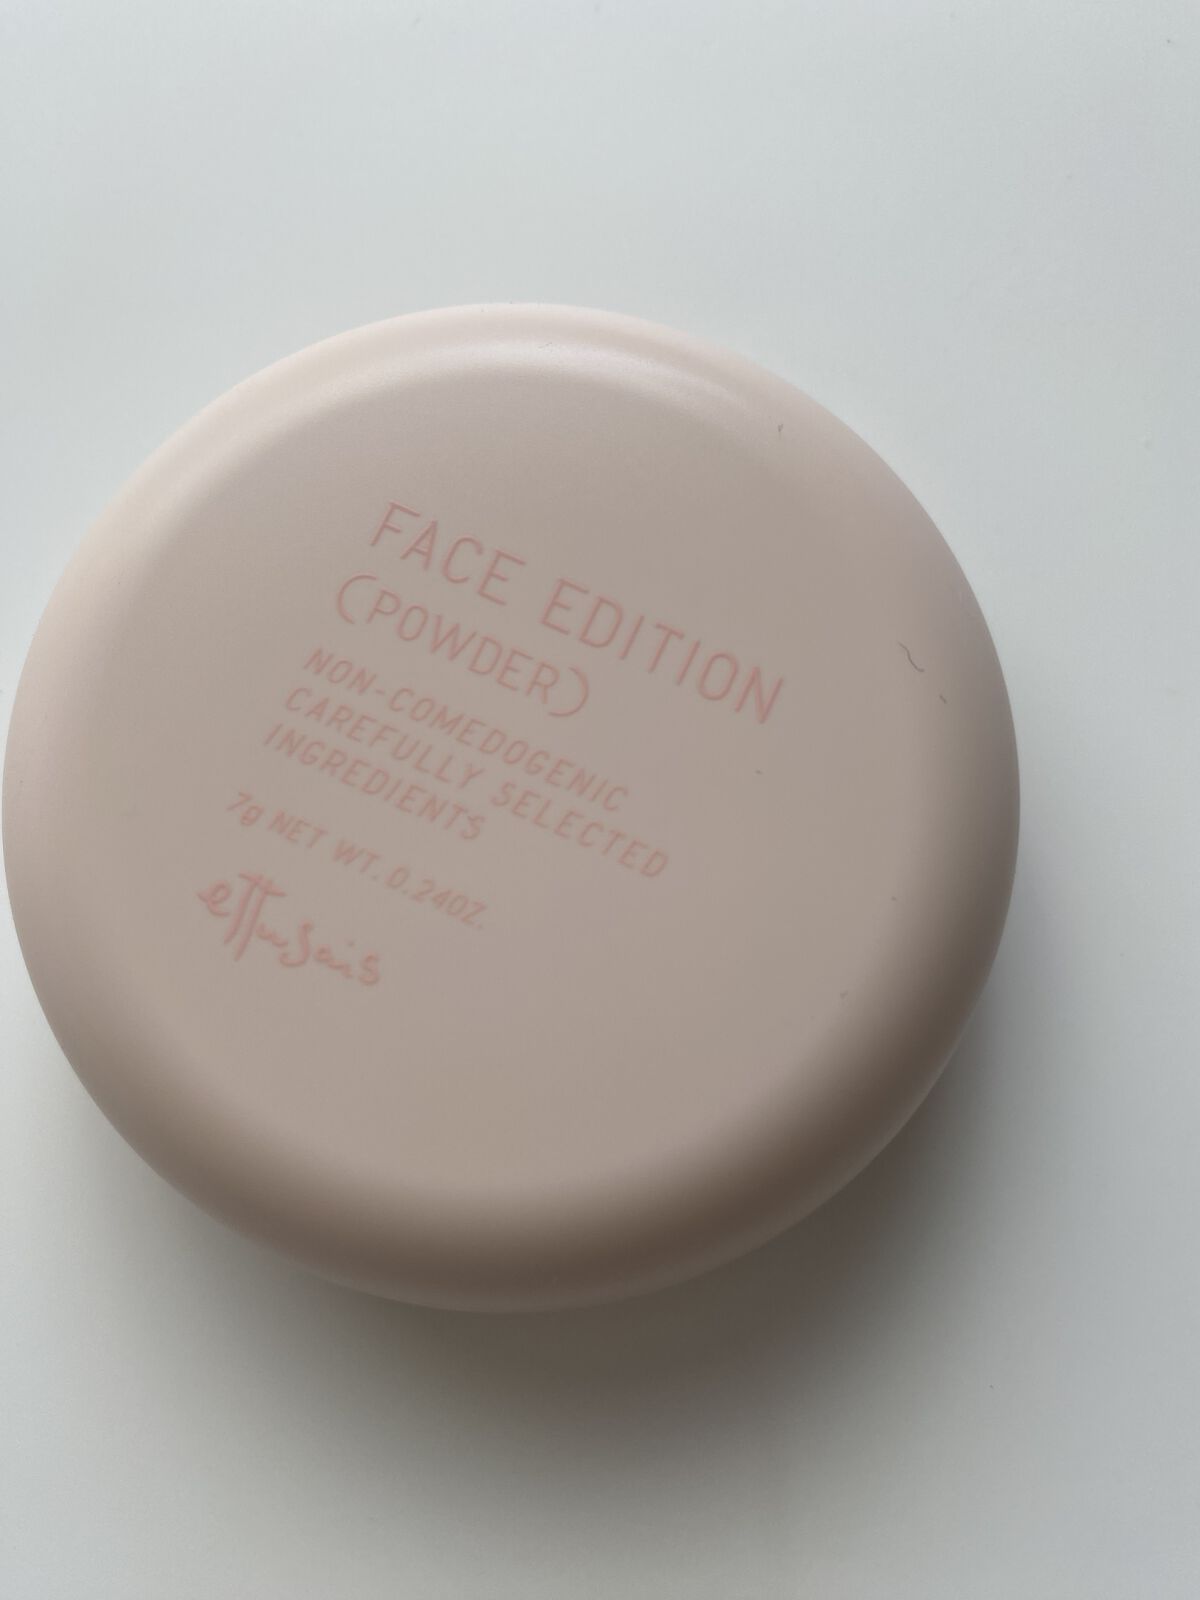 FACE EDITION
(POWDER)
NON-COMEDOGENIC
CAREFULLY SELECTED
INGREDIENTS
7g NET WT. 0.24OZ.
ettusais